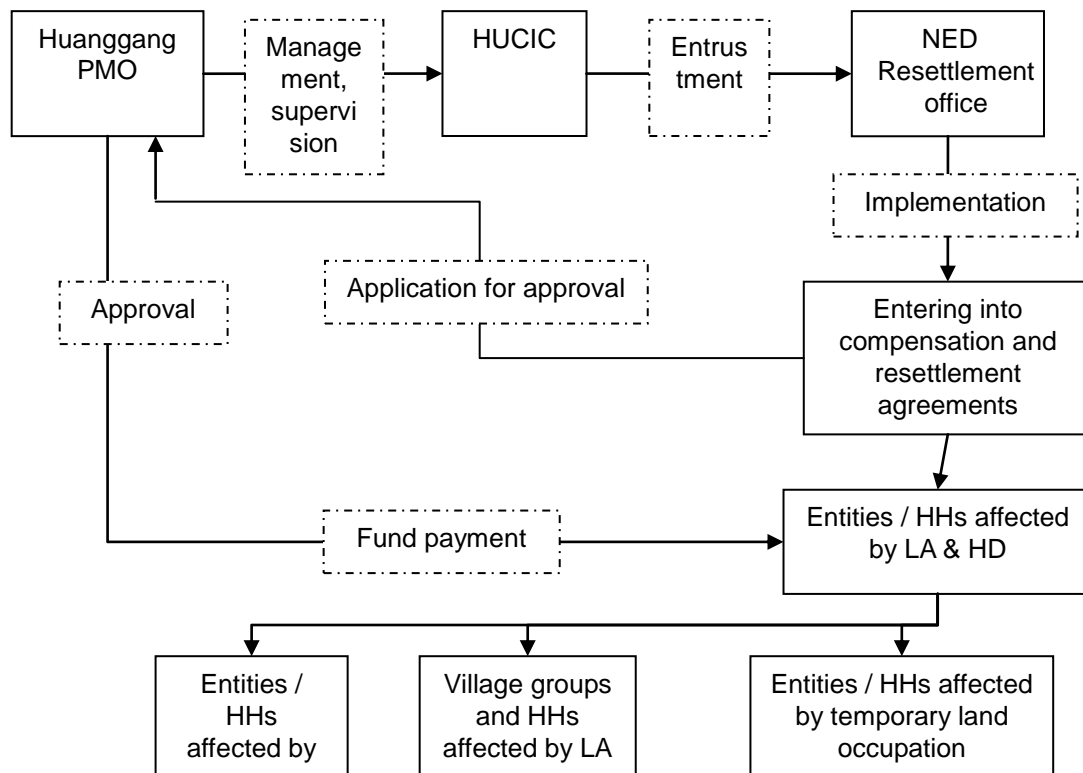 Huanggang
PMO
Manage
ment,
supervi
sion
HUCIC
Entrus
tment
NED
Resettlement
office
Implementation
Application for approval
Approval
Entering into
compensation and
resettlement
agreements
Fund payment
Entities / HHs affected
by LA & HD
Entities /
HHs
affected by
Village groups
and HHs
affected by LA
Entities / HHs affected
by temporary land
occupation